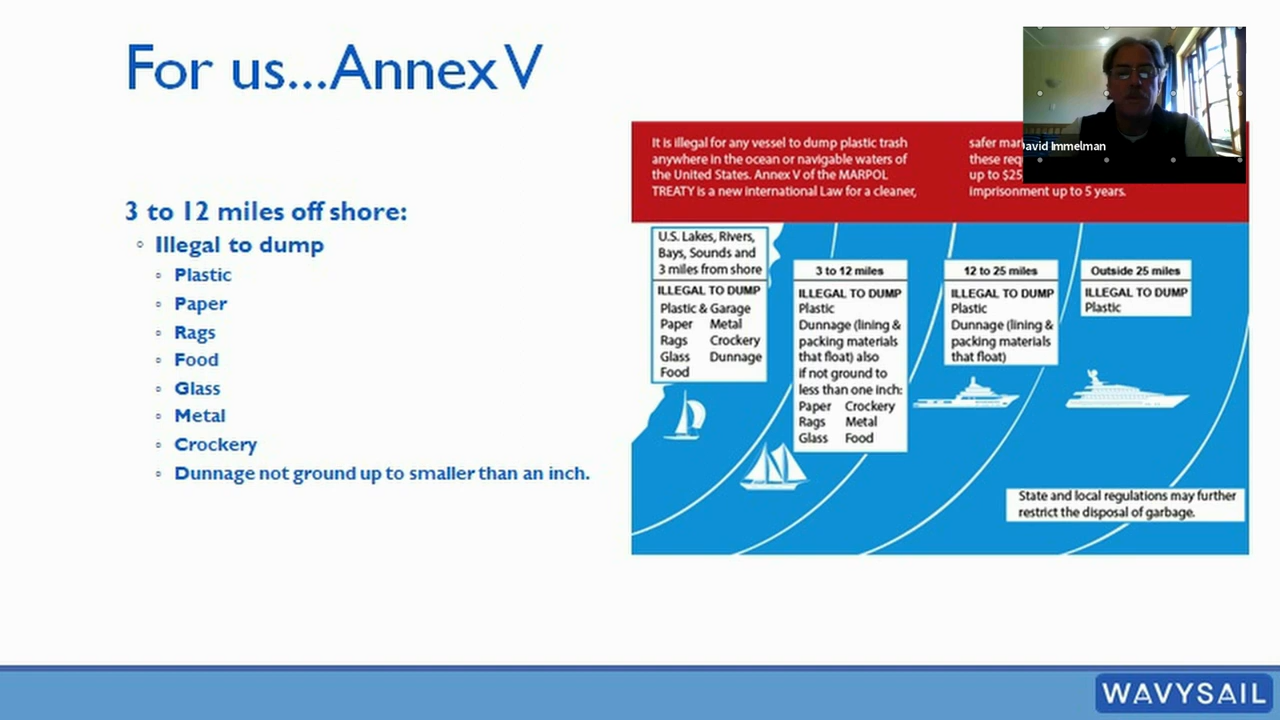 For us...Annex V
3 to 12 miles off shore:
Illegal to dump
Plastic
Paper
Rags
Food
Glass
Metal
Crockery
Dunnage not ground up to smaller than an inch.
It is illegal for any vessel to dump plastic trash
anywhere in the ocean or navigable waters of
the United States. Annex V of the MARPOL
TREATY is a new international Law for a cleaner,
safer
these
up to
imprisonment up to 5 years.
David Immelman
U.S. Lakes, Rivers,
Bays, Sounds and
3 miles from shore
ILLEGAL TO DUMP
Plastic & Garage
Paper Metal
Rags Crockery
Glass Dunnage
Food
3 to 12 miles
ILLEGAL TO DUMP
Plastic
Dunnage (lining &
packing materials
that float) also
if not ground to
less than one inch:
Paper Crockery
Rags Metal
Glass Food
12 to 25 miles
ILLEGAL TO DUMP
Plastic
Dunnage (lining &
packing materials
that float)
Outside 25 miles
ILLEGAL TO DUMP
Plastic
State and local regulations may further
restrict the disposal of garbage.
WAVYSAIL